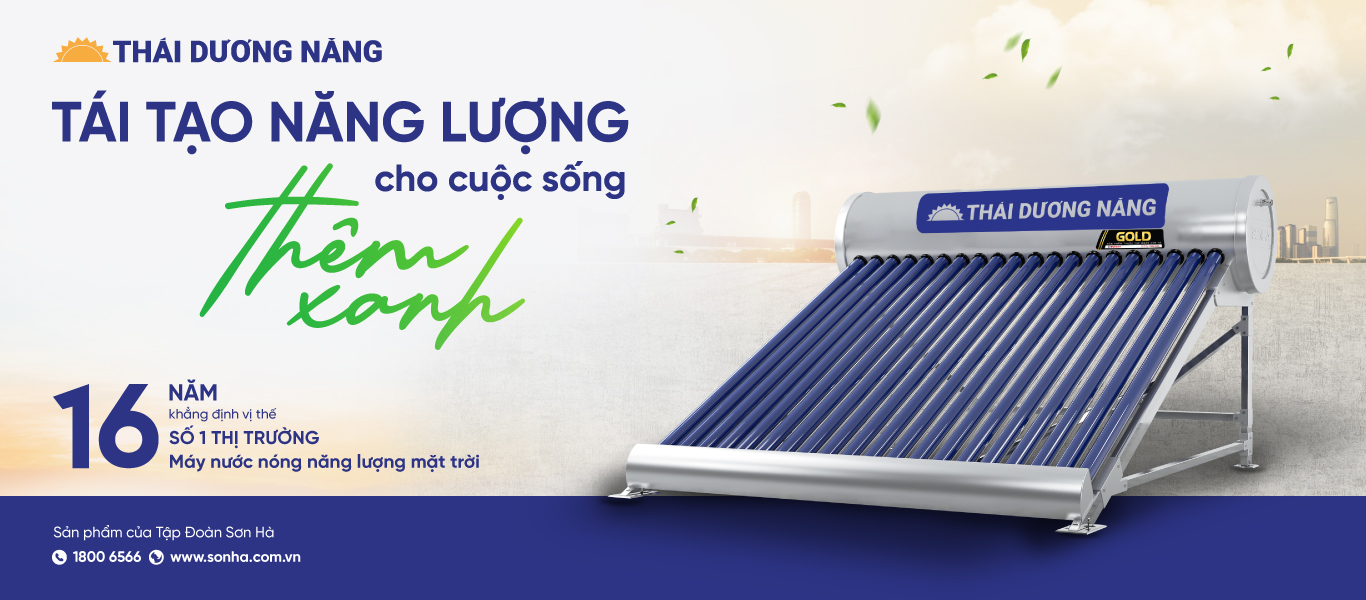 THÁI DƯƠNG NĂNG
TÁI TẠO NĂNG LƯỢNG
cho cuộc sống
thêm
xanh
THÁI DƯƠNG NĂNG
GOLD
16
NĂM
khẳng định vị thế
SỐ 1 THỊ TRƯỜNG
Máy nước nóng năng lượng mặt trời
Sản phẩm của Tập Đoàn Sơn Hà
1800 6566 www.sonha.com.vn